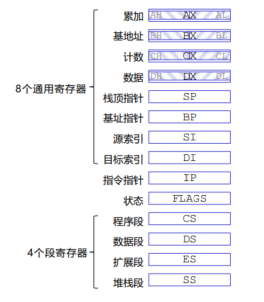 累加 AH AX AL
基地址 BH BX BL
计数 CH CX CL
数据 DH DX DL
8个通用寄存器
栈顶指针 SP
基址指针 BP
源索引 SI
目标索引 DI
指令指针 IP
状态 FLAGS
程序段 CS
数据段 DS
4个段寄存器
扩展段 ES
堆栈段 SS